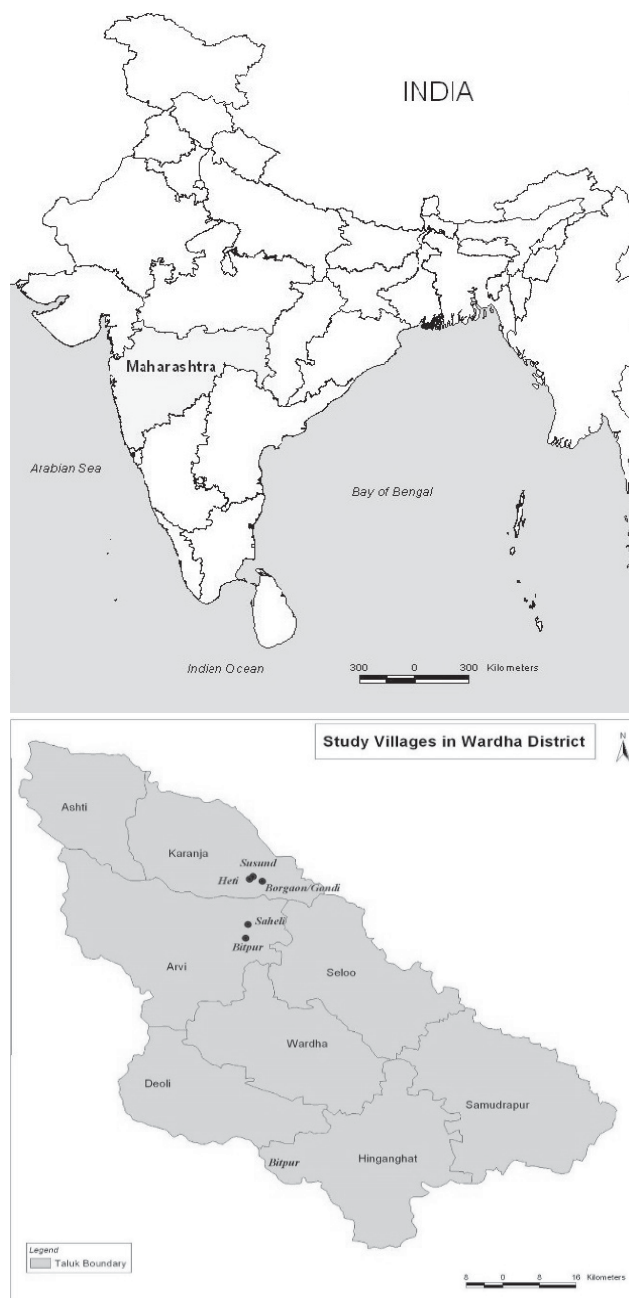 INDIA
Maharashtra
Arabian Sea
Bay of Bengal
Indian Ocean
300 0 300 Kilometers
Study Villages in Wardha District
N
Ashti
Karanja
Susund
Heti
Borgaon/Gondi
Saheli
Bitpur
Arvi
Seloo
Wardha
Deoli
Samudrapur
Bitpur
Hinganghat
Legend
Taluk Boundary
Kilometers
8 0 8 16